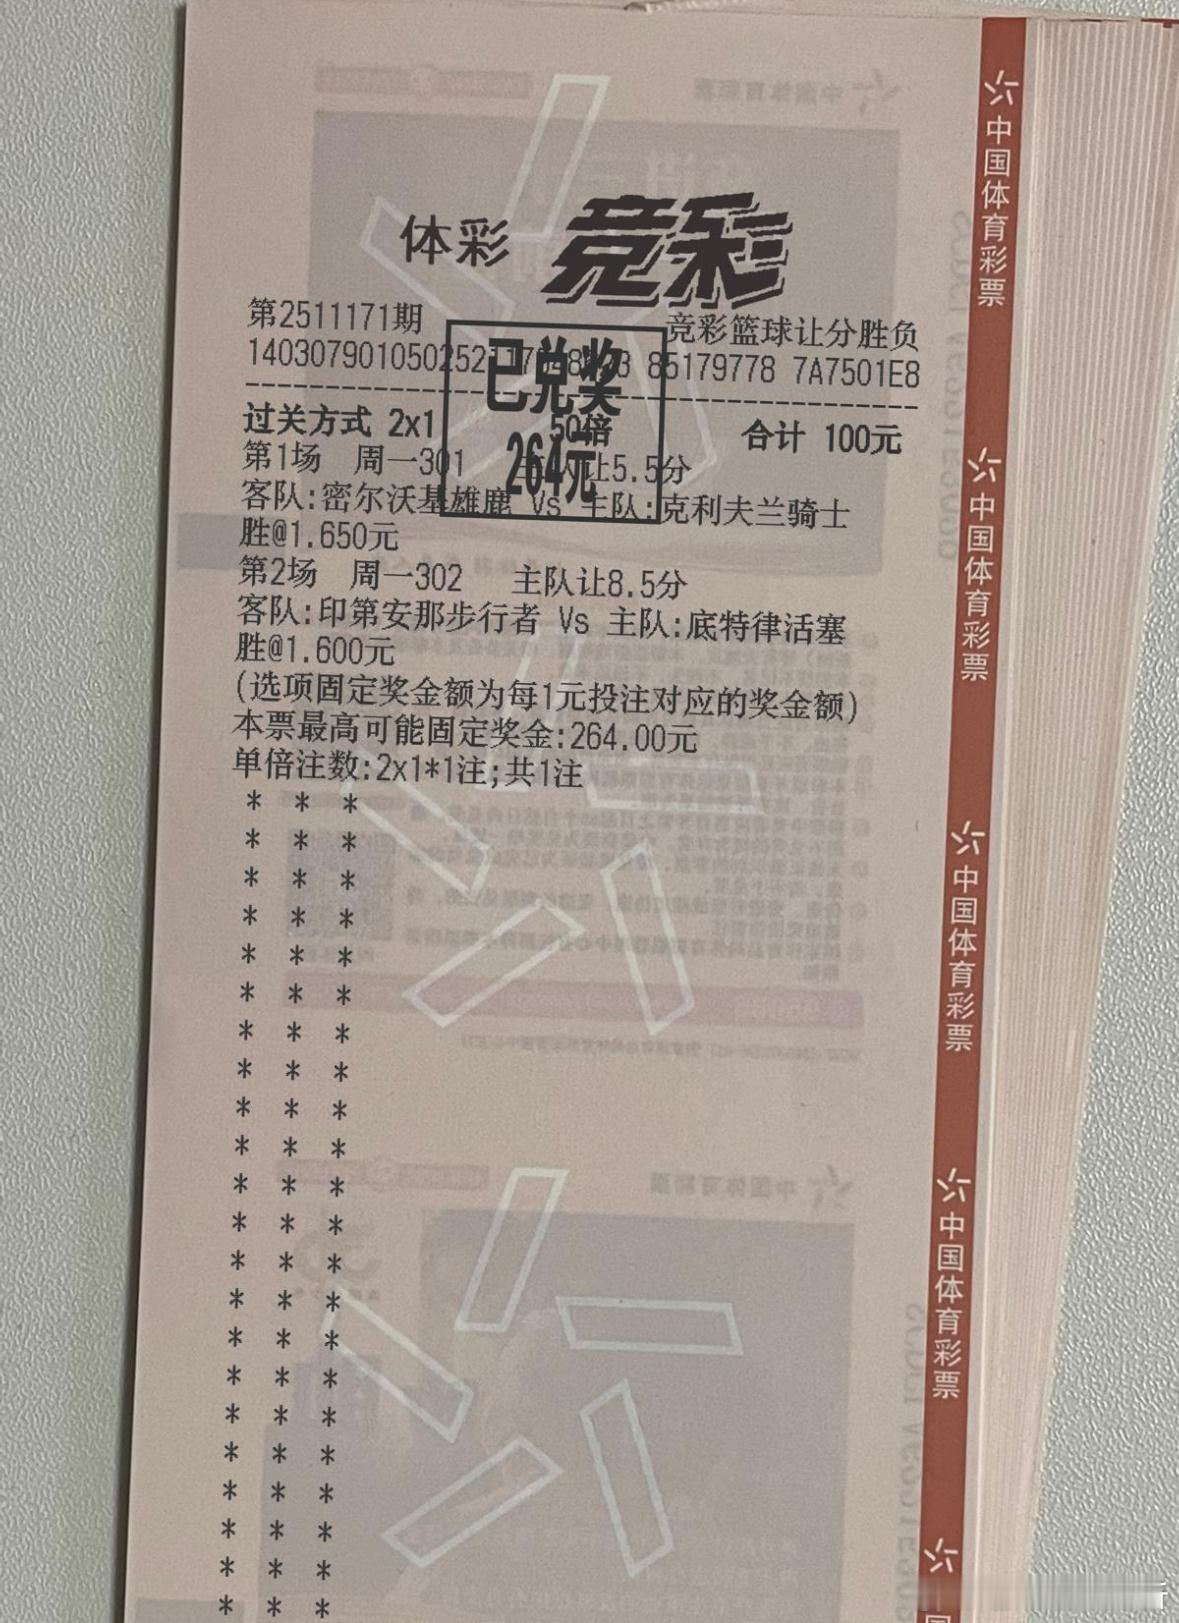 体彩 竞彩
第2511171期 竞彩篮球让分胜负
85179778 7A7501E8
已兑奖
264元
过关方式 2x1 50倍 合计 100元
第1场 周一301 主队让5.5分
客队:密尔沃基雄鹿 Vs 主队:克利夫兰骑士
胜@1.650元
第2场 周一302 主队让8.5分
客队:印第安那步行者 Vs 主队:底特律活塞
胜@1.600元
(选项固定奖金额为每1元投注对应的奖金额)
本票最高可能固定奖金:264.00元
单倍注数:2x1*1注;共1注
中国体育彩票
中国体育彩票
中国体育彩票
中国体育彩票